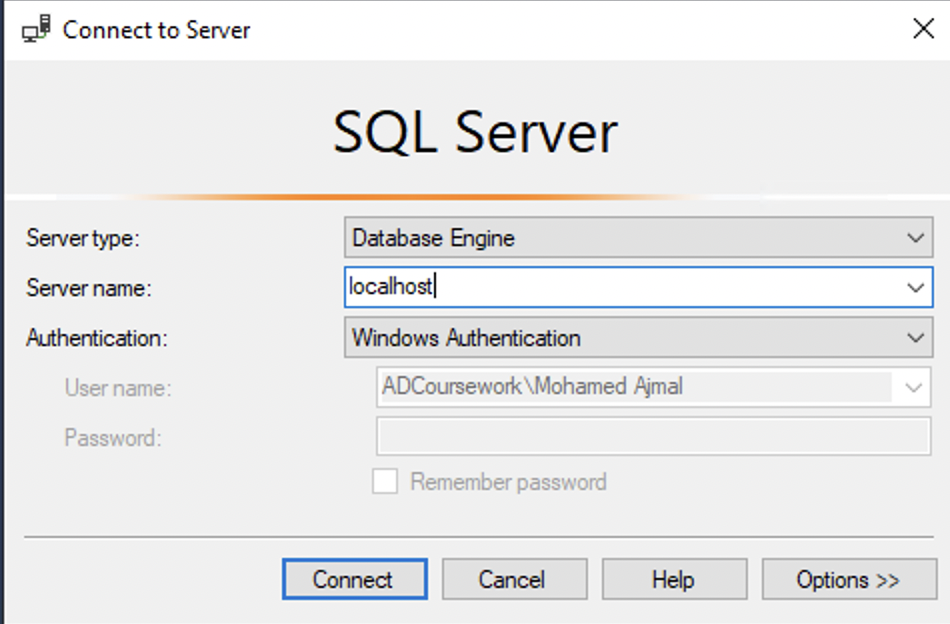 Connect to Server
SQL Server
Server type: Database Engine
Server name: localhost
Authentication: Windows Authentication
User name: ADCoursework\Mohamed Ajmal
Password:
Remember password
Connect Cancel Help Options >>